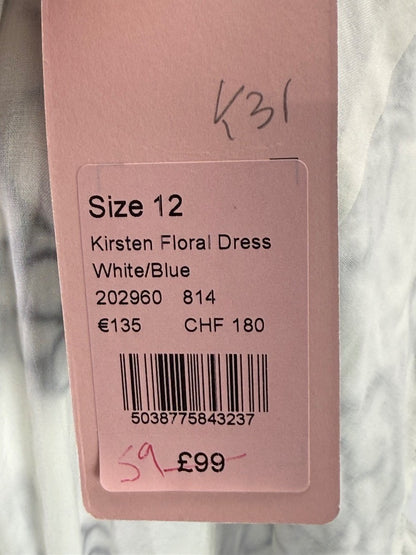 K31
Size 12
Kirsten Floral Dress
White/Blue
202960 814
€135 CHF 180
5038775843237
59 £99